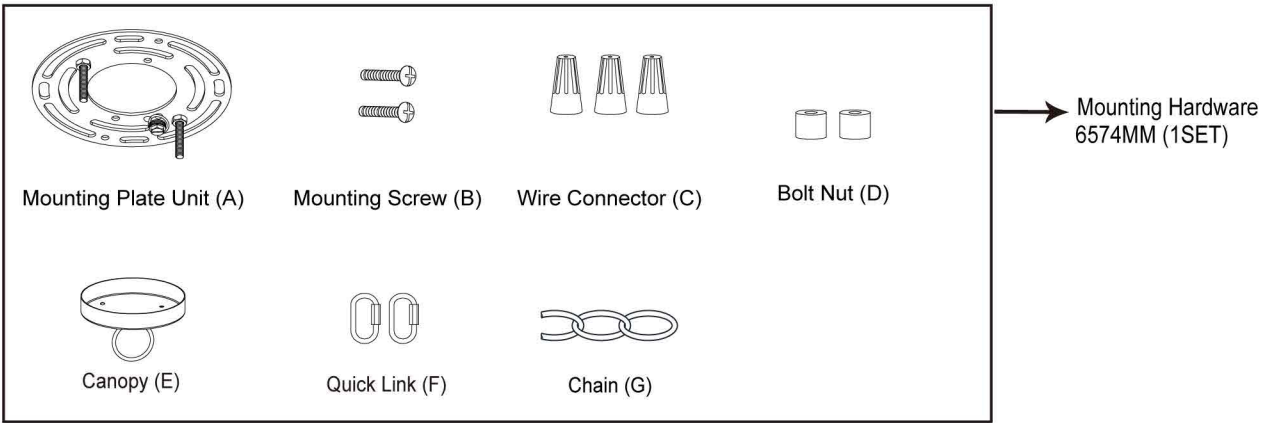 Mounting Plate Unit (A)
Mounting Screw (B)
Wire Connector (C)
Bolt Nut (D)
Mounting Hardware
6574MM (1SET)
Canopy (E)
Quick Link (F)
Chain (G)